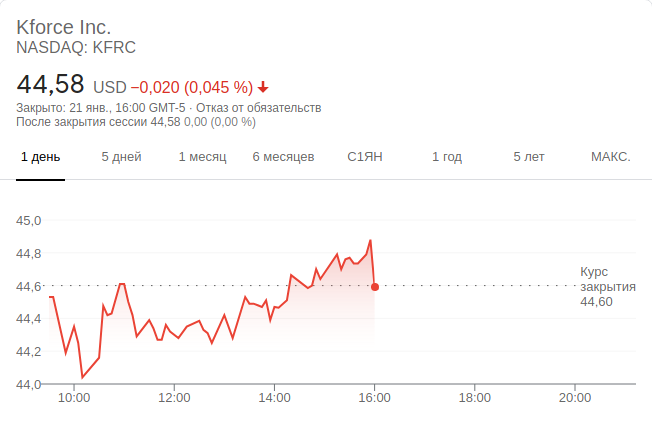 Kforce Inc.
NASDAQ: KFRC
44,58 USD −0,020 (0,045 %)
Закрыто: 21 янв., 16:00 GMT-5 · Отказ от обязательств
После закрытия сессии 44,58 0,00 (0,00 %)
1 день 5 дней 1 месяц 6 месяцев С1ЯН 1 год 5 лет МАКС.
45,0
44,8
Курс
44,6 закрытия
44,60
44,4
44,2
44,0
10:00 12:00 14:00 16:00 18:00 20:00